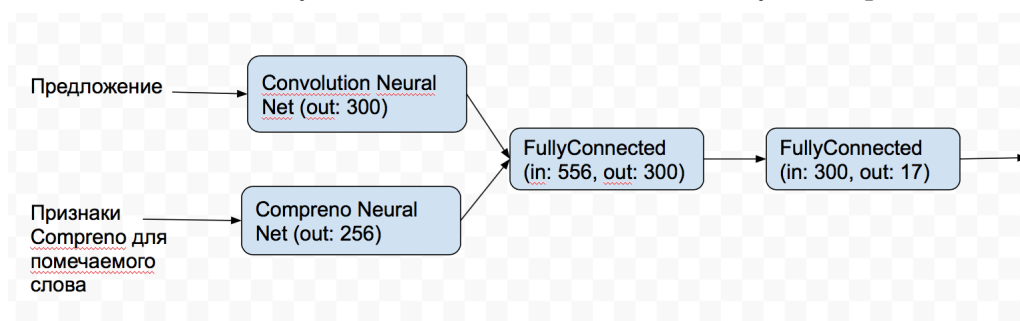 Предложение
Convolution Neural
Net (out: 300)
FullyConnected
(in: 556, out: 300)
FullyConnected
(in: 300, out: 17)
Признаки
Compreno для
помечаемого
слова
Compreno Neural
Net (out: 256)